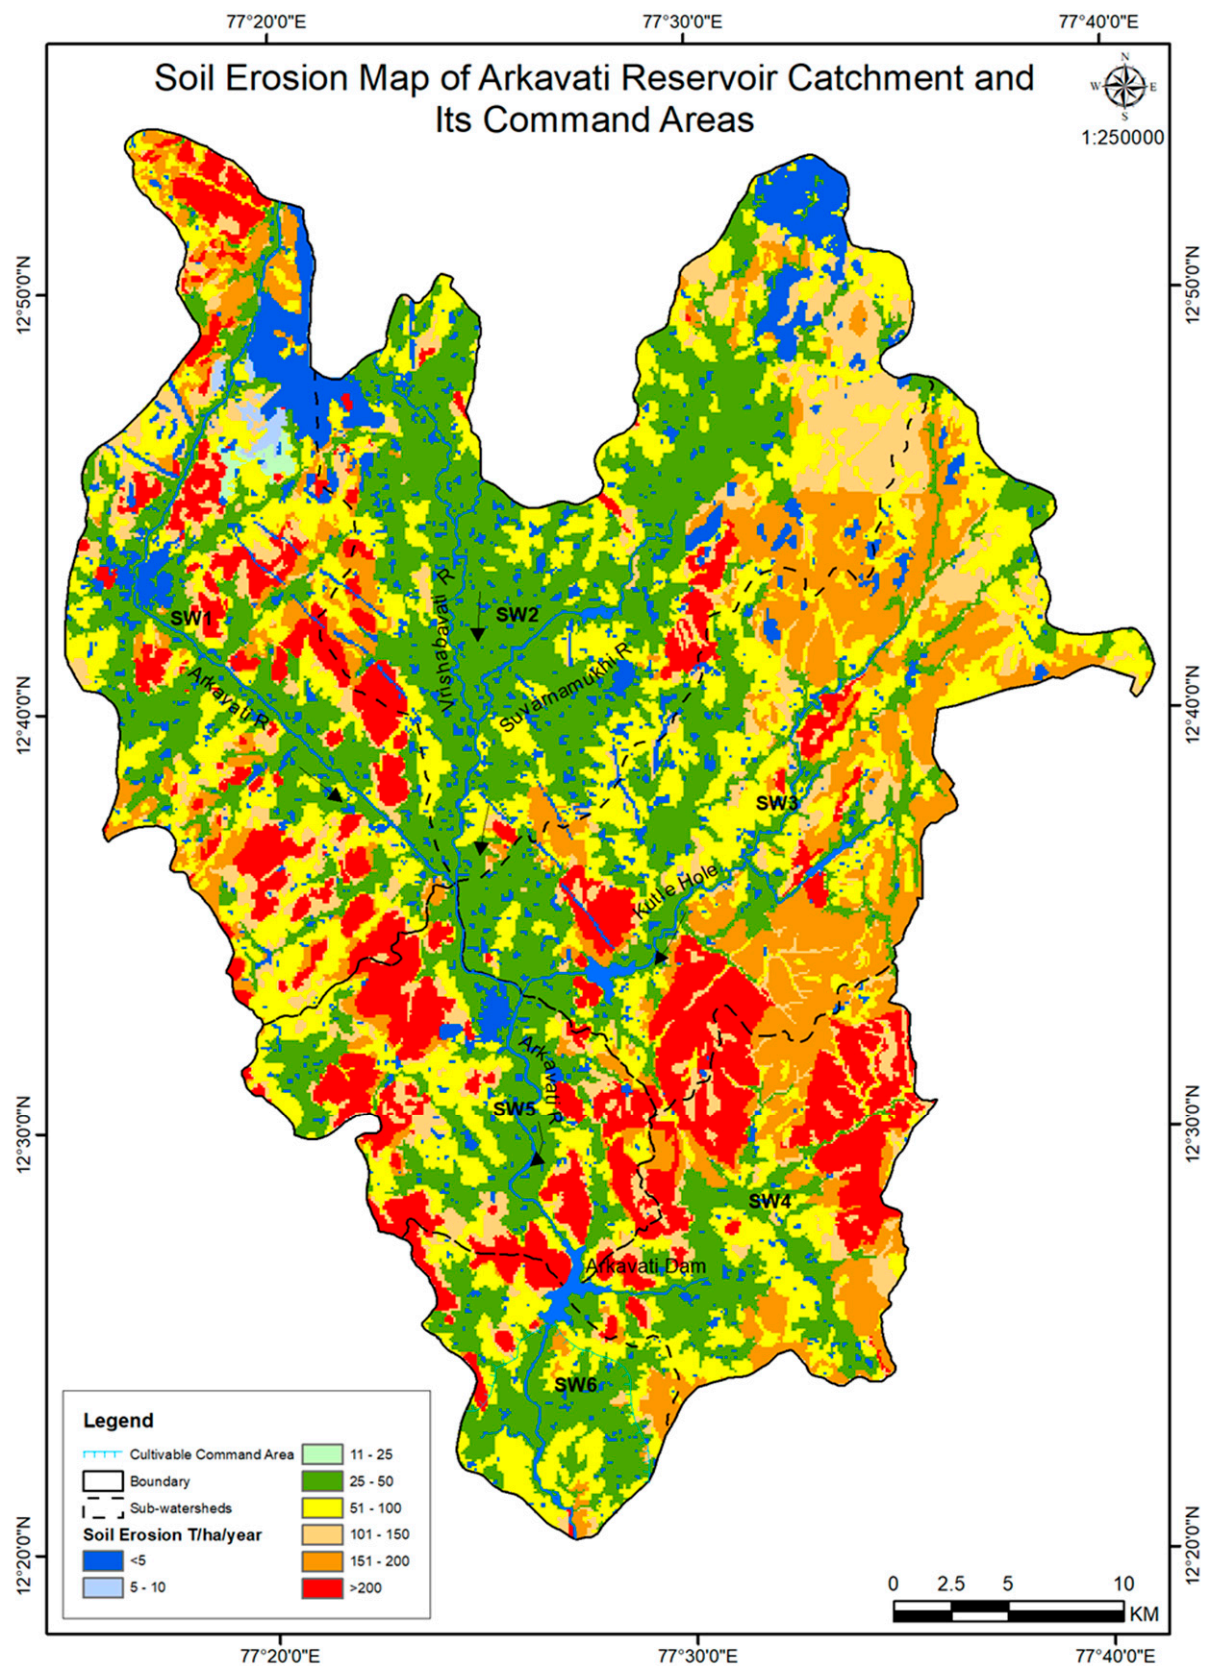 77°20'0"E
77°30'0"E
77°40'0"E
Soil Erosion Map of Arkavati Reservoir Catchment and
Its Command Areas
N
W
E
S
1:250000
12°50'0"N
12°50'0"N
SW1
SW2
Vrishabavati R
Suvarnamukhi R
Arkavati R
12°40'0"N
12°40'0"N
SW3
Kutle Hole
Arkavati R
SW5
12°30'0"N
12°30'0"N
SW4
Arkavati Dam
SW6
Legend
Cultivable Command Area
Boundary
Sub-watersheds
Soil Erosion T/ha/year
<5
5 - 10
11 - 25
25 - 50
51 - 100
101 - 150
151 - 200
>200
12°20'0"N
12°20'0"N
0 2.5 5 10
KM
77°20'0"E
77°30'0"E
77°40'0"E